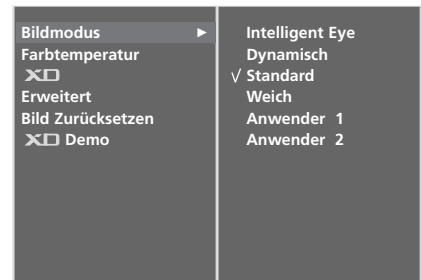 Bildmodus ►
Farbtemperatur
XD
Erweitert
Bild Zurücksetzen
XD Demo
Intelligent Eye
Dynamisch
√ Standard
Weich
Anwender 1
Anwender 2